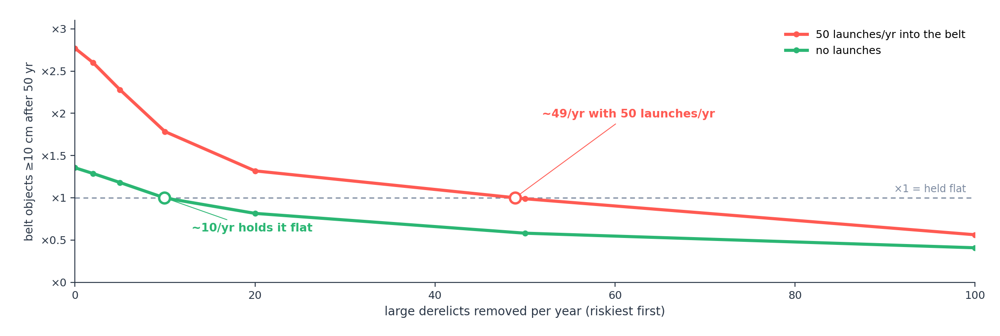 ×3
×2.5
×2
×1.5
×1
×0.5
×0
belt objects ≥10 cm after 50 yr
50 launches/yr into the belt
no launches
~49/yr with 50 launches/yr
×1 = held flat
~10/yr holds it flat
0
20
40
60
80
100
large derelicts removed per year (riskiest first)